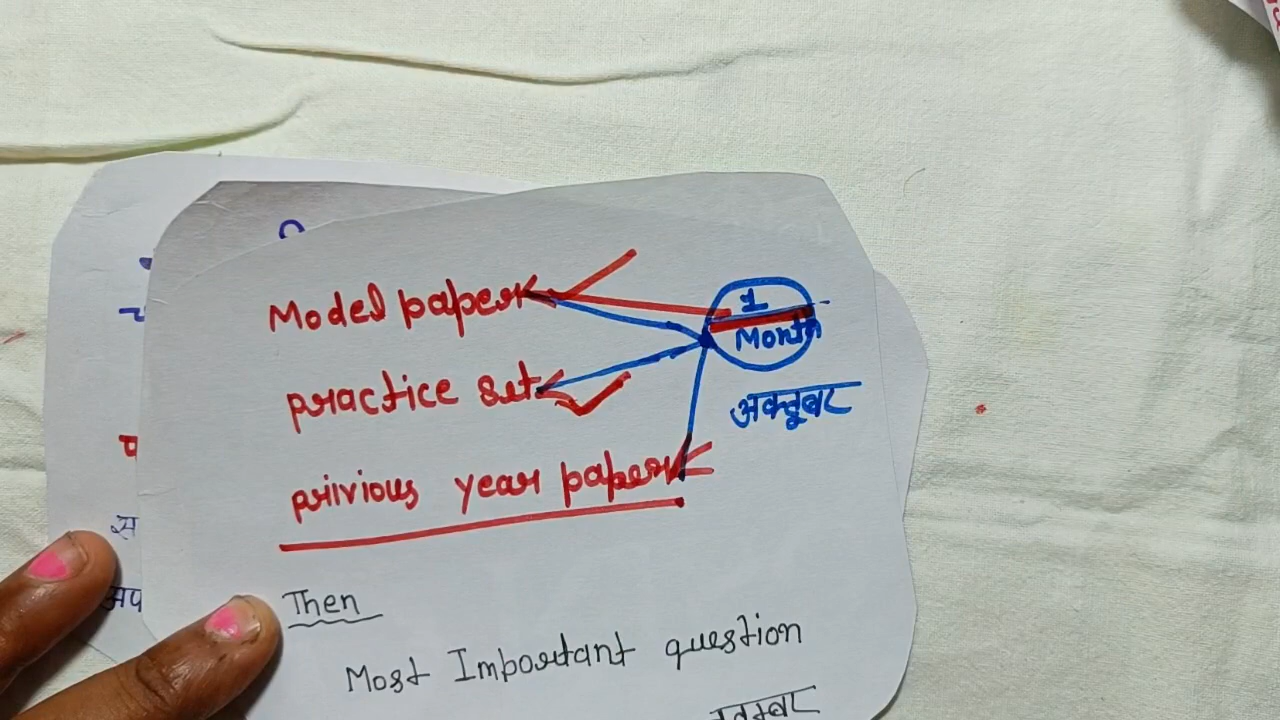 Model paper
1
Month
practice set
अक्टूबर
privious year paper
Then
Most Important question